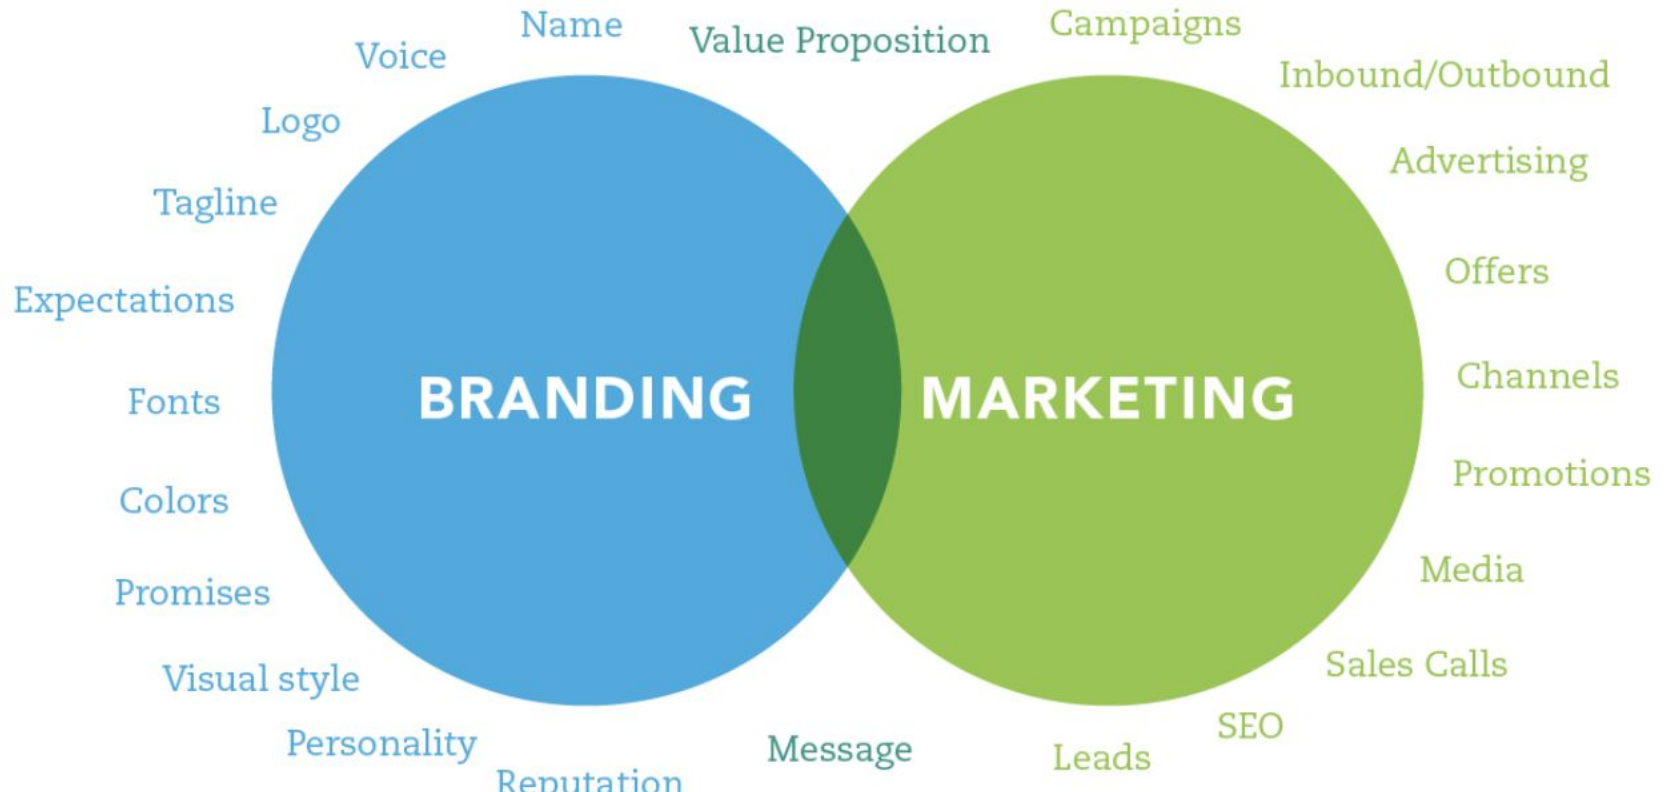 Name
Voice
Logo
Tagline
Expectations
Fonts
Colors
Promises
Visual style
Personality
Reputation
BRANDING
Value Proposition
Message
MARKETING
Campaigns
Inbound/Outbound
Advertising
Offers
Channels
Promotions
Media
Sales Calls
SEO
Leads